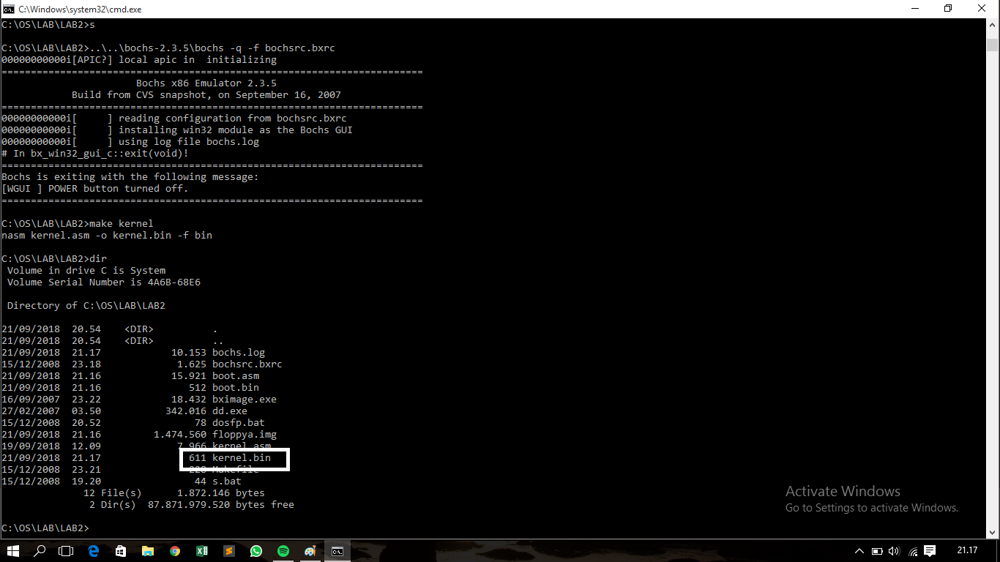 C:\Windows\system32\cmd.exe
C:\OS\LAB\LAB2>s
C:\OS\LAB\LAB2>..\..\bochs-2.3.5\bochs -q -f bochsrc.bxrc
00000000000i[APIC?] local apic in  initializing
========================================================================
Bochs x86 Emulator 2.3.5
Build from CVS snapshot, on September 16, 2007
========================================================================
00000000000i[     ] reading configuration from bochsrc.bxrc
00000000000i[     ] installing win32 module as the Bochs GUI
00000000000i[     ] using log file bochs.log
# In bx_win32_gui_c::exit(void)!
========================================================================
Bochs is exiting with the following message:
[WGUI ] POWER button turned off.
========================================================================
C:\OS\LAB\LAB2>make kernel
nasm kernel.asm -o kernel.bin -f bin
C:\OS\LAB\LAB2>dir
Volume in drive C is System
Volume Serial Number is 4A6B-68E6
Directory of C:\OS\LAB\LAB2
21/09/2018  20.54    <DIR>          .
21/09/2018  20.54    <DIR>          ..
21/09/2018  21.17            10.153 bochs.log
15/12/2008  23.18             1.625 bochsrc.bxrc
21/09/2018  21.16            15.921 boot.asm
21/09/2018  21.16               512 boot.bin
16/09/2007  23.22            18.432 bximage.exe
27/02/2007  03.50           342.016 dd.exe
15/12/2008  20.52                78 dosfp.bat
21/09/2018  21.16         1.474.560 floppya.img
19/09/2018  12.09             7.966 kernel.asm
21/09/2018  21.17               611 kernel.bin
15/12/2008  23.21                   Makefile
15/12/2008  19.20                44 s.bat
12 File(s)      1.872.146 bytes
2 Dir(s)  87.871.979.520 bytes free
C:\OS\LAB\LAB2>
Activate Windows
Go to Settings to activate Windows.
21.17